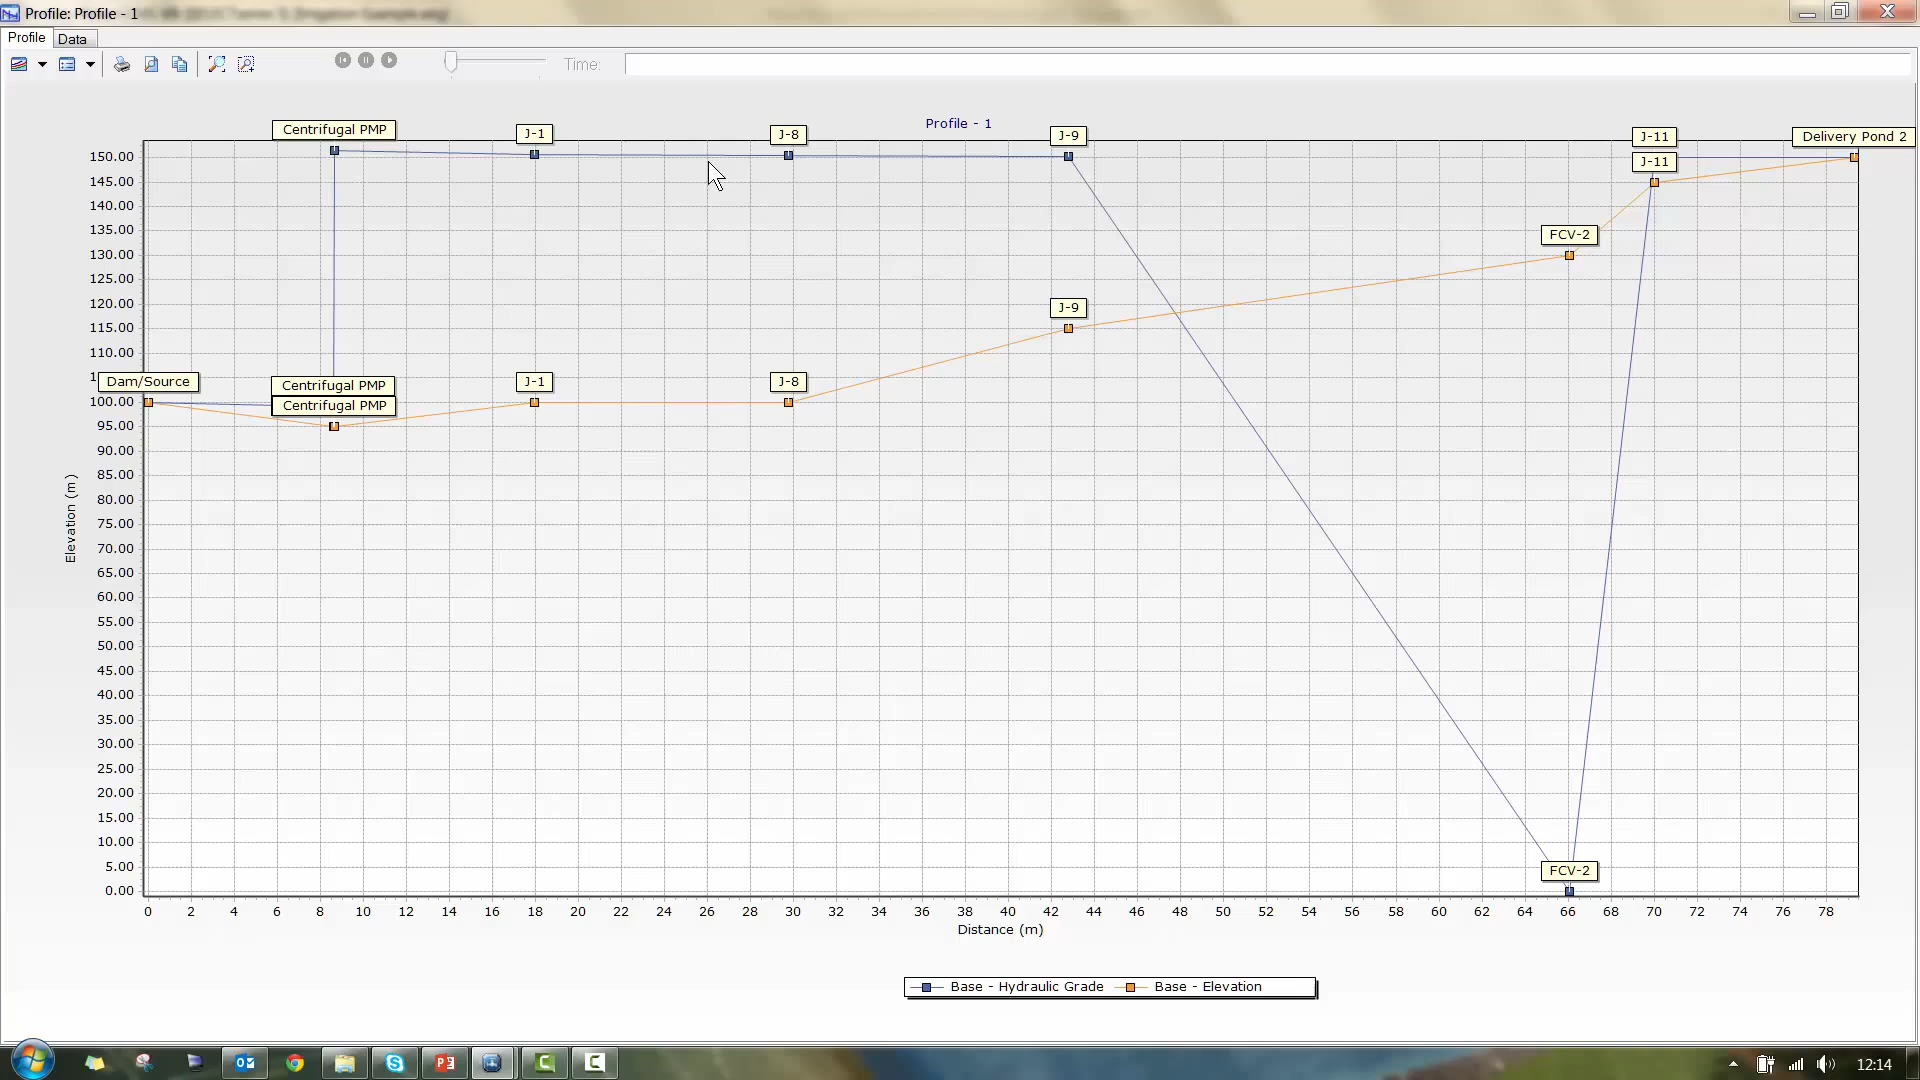 Profile: Profile - 1
Profile
Data
Time:
Profile - 1
Centrifugal PMP
J-1
J-8
J-9
J-11
Delivery Pond 2
J-11
FCV-2
J-9
Dam/Source
Centrifugal PMP
J-1
J-8
Centrifugal PMP
FCV-2
Elevation (m)
150.00
145.00
140.00
135.00
130.00
125.00
120.00
115.00
110.00
1
100.00
95.00
90.00
85.00
80.00
75.00
70.00
65.00
60.00
55.00
50.00
45.00
40.00
35.00
30.00
25.00
20.00
15.00
10.00
5.00
0.00
0 2 4 6 8 10 12 14 16 18 20 22 24 26 28 30 32 34 36 38 40 42 44 46 48 50 52 54 56 58 60 62 64 66 68 70 72 74 76 78
Distance (m)
Base - Hydraulic Grade Base - Elevation
12:14